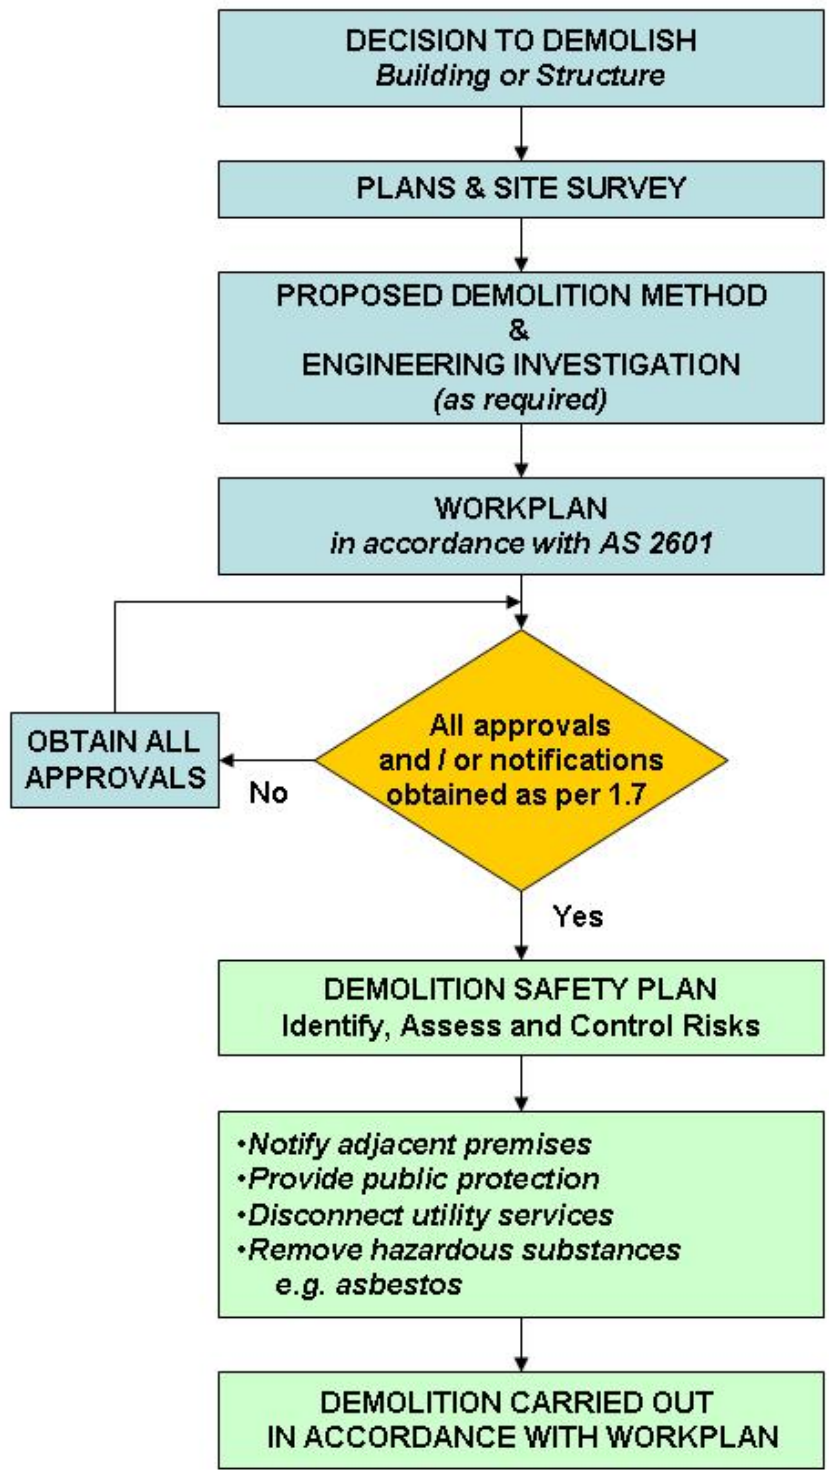 DECISION TO DEMOLISH
Building or Structure
PLANS & SITE SURVEY
PROPOSED DEMOLITION METHOD
&
ENGINEERING INVESTIGATION
(as required)
WORKPLAN
in accordance with AS 2601
All approvals
and / or notifications
obtained as per 1.7
OBTAIN ALL
APPROVALS
No
Yes
DEMOLITION SAFETY PLAN
Identify, Assess and Control Risks
•Notify adjacent premises
•Provide public protection
•Disconnect utility services
•Remove hazardous substances
e.g. asbestos
DEMOLITION CARRIED OUT
IN ACCORDANCE WITH WORKPLAN